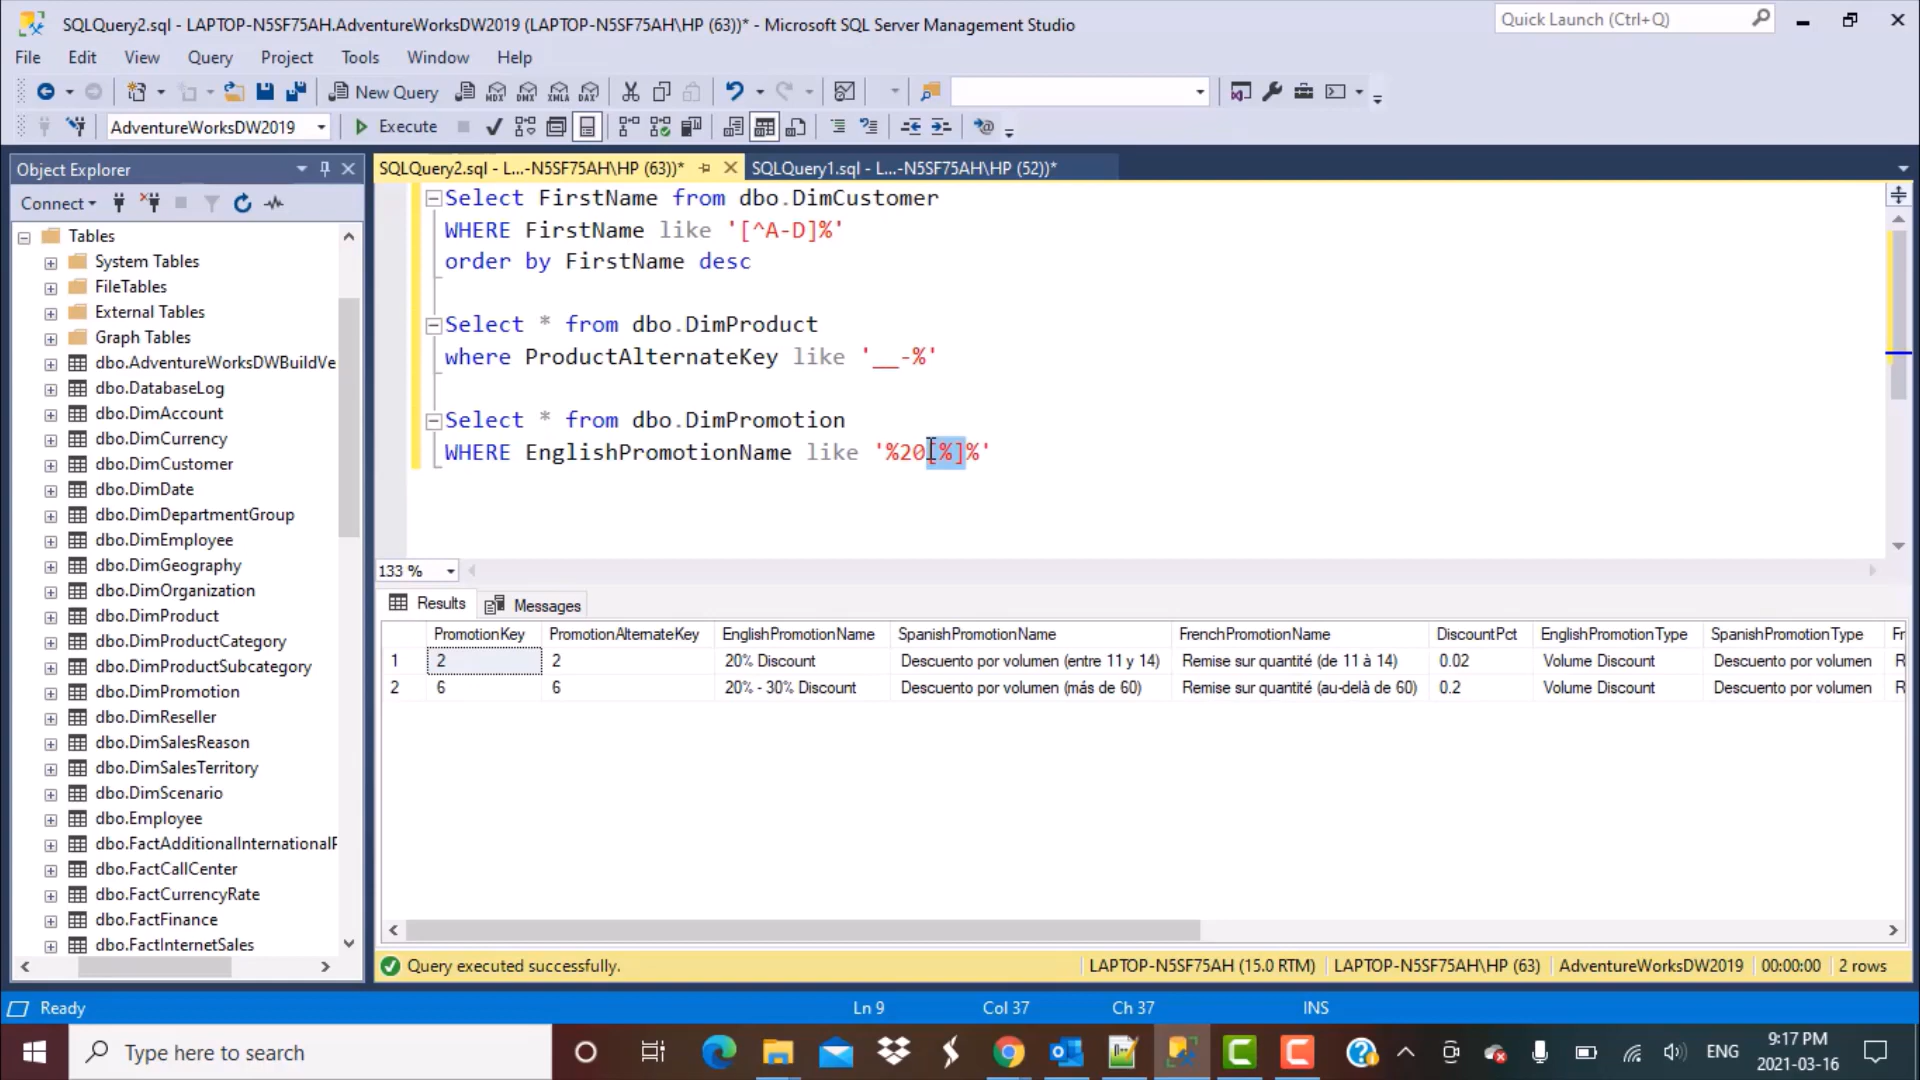 SQLQuery2.sql - LAPTOP-N5SF75AH.AdventureWorksDW2019 (LAPTOP-N5SF75AH\HP (63))* - Microsoft SQL Server Management Studio
Quick Launch (Ctrl+Q)
File Edit View Query Project Tools Window Help
New Query MDX DMX XMLA DAX
AdventureWorksDW2019 Execute
Object Explorer
SQLQuery2.sql - L...-N5SF75AH\HP (63))*
SQLQuery1.sql - L...-N5SF75AH\HP (52))*
Connect
Tables
System Tables
FileTables
External Tables
Graph Tables
dbo.AdventureWorksDWBuildVe
dbo.DatabaseLog
dbo.DimAccount
dbo.DimCurrency
dbo.DimCustomer
dbo.DimDate
dbo.DimDepartmentGroup
dbo.DimEmployee
dbo.DimGeography
dbo.DimOrganization
dbo.DimProduct
dbo.DimProductCategory
dbo.DimProductSubcategory
dbo.DimPromotion
dbo.DimReseller
dbo.DimSalesReason
dbo.DimSalesTerritory
dbo.DimScenario
dbo.Employee
dbo.FactAdditionalInternationalP
dbo.FactCallCenter
dbo.FactCurrencyRate
dbo.FactFinance
dbo.FactInternetSales
Select FirstName from dbo.DimCustomer
WHERE FirstName like '[^A-D]%'
order by FirstName desc
Select * from dbo.DimProduct
where ProductAlternateKey like '__-%'
Select * from dbo.DimPromotion
WHERE EnglishPromotionName like '%20[%]%'
133 %
Results Messages
PromotionKey PromotionAlternateKey EnglishPromotionName SpanishPromotionName FrenchPromotionName DiscountPct EnglishPromotionType SpanishPromotionType Fr
1 2 2 20% Discount Descuento por volumen (entre 11 y 14) Remise sur quantité (de 11 à 14) 0.02 Volume Discount Descuento por volumen R
2 6 6 20% - 30% Discount Descuento por volumen (más de 60) Remise sur quantité (au-delà de 60) 0.2 Volume Discount Descuento por volumen R
Query executed successfully. LAPTOP-N5SF75AH (15.0 RTM) LAPTOP-N5SF75AH\HP (63) AdventureWorksDW2019 00:00:00 2 rows
Ready Ln 9 Col 37 Ch 37 INS
Type here to search
ENG
9:17 PM
2021-03-16